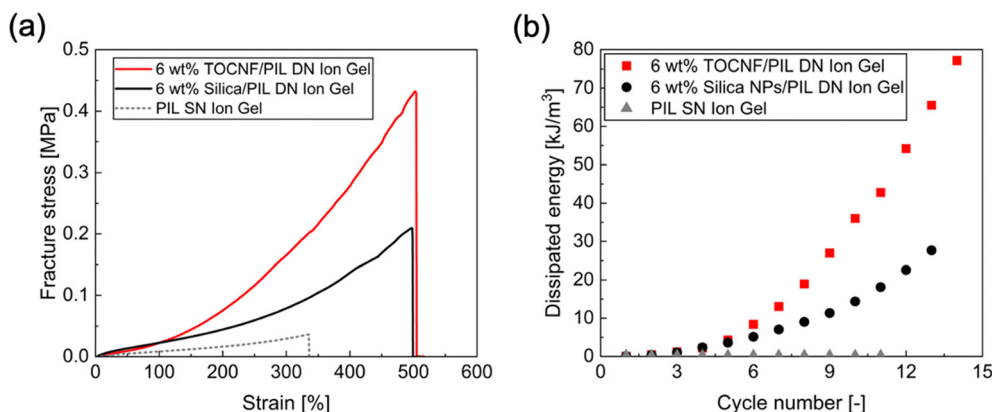 (a)
0.5
0.4
0.3
0.2
0.1
0.0
Fracture stress [MPa]
6 wt% TOCNF/PIL DN Ion Gel
6 wt% Silica/PIL DN Ion Gel
PIL SN Ion Gel
0 100 200 300 400 500 600
Strain [%]
(b)
80
70
60
50
40
30
20
10
0
Dissipated energy [kJ/m³]
6 wt% TOCNF/PIL DN Ion Gel
6 wt% Silica NPs/PIL DN Ion Gel
PIL SN Ion Gel
0 3 6 9 12 15
Cycle number [-]